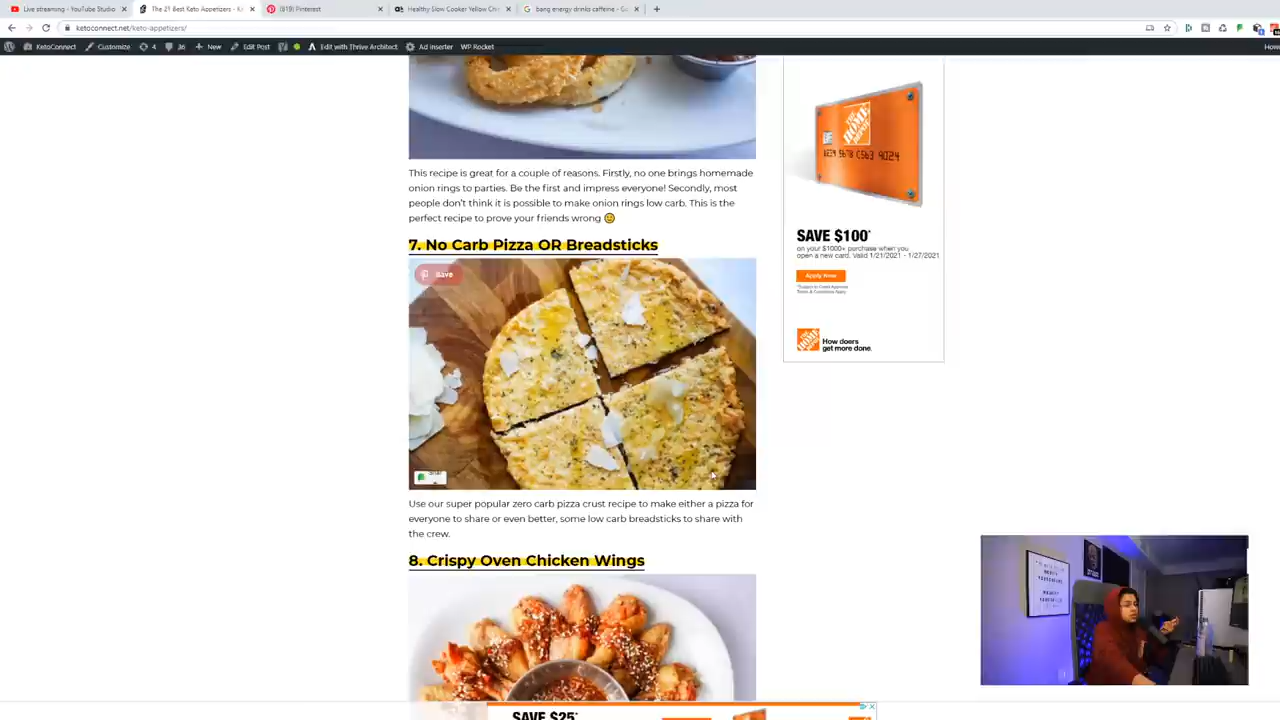 Live streaming - YouTube Studio
The 21 Best Keto Appetizers - K
(919) Pinterest
Healthy Slow Cooker Yellow Chi
bang energy drinks caffeine - G
ketoconnect.net/keto-appetizers/
KetoConnect
Customize
4
36
New
Edit Post
Edit with Thrive Architect
Ad inserter
WP Rocket
How
This recipe is great for a couple of reasons. Firstly, no one brings homemade
onion rings to parties. Be the first and impress everyone! Secondly, most
people don't think it is possible to make onion rings low carb. This is the
perfect recipe to prove your friends wrong
7. No Carb Pizza OR Breadsticks
Save
Use our super popular zero carb pizza crust recipe to make either a pizza for
everyone to share or even better, some low carb breadsticks to share with
the crew.
8. Crispy Oven Chicken Wings
THE HOME DEPOT
SAVE $100*
on your $1000+ purchase when you
open a new card. Valid 1/21/2021 - 1/27/2021
Apply Now
*Subject to Credit Approval
Terms & Conditions Apply
How doers
get more done.
SAVE $25*